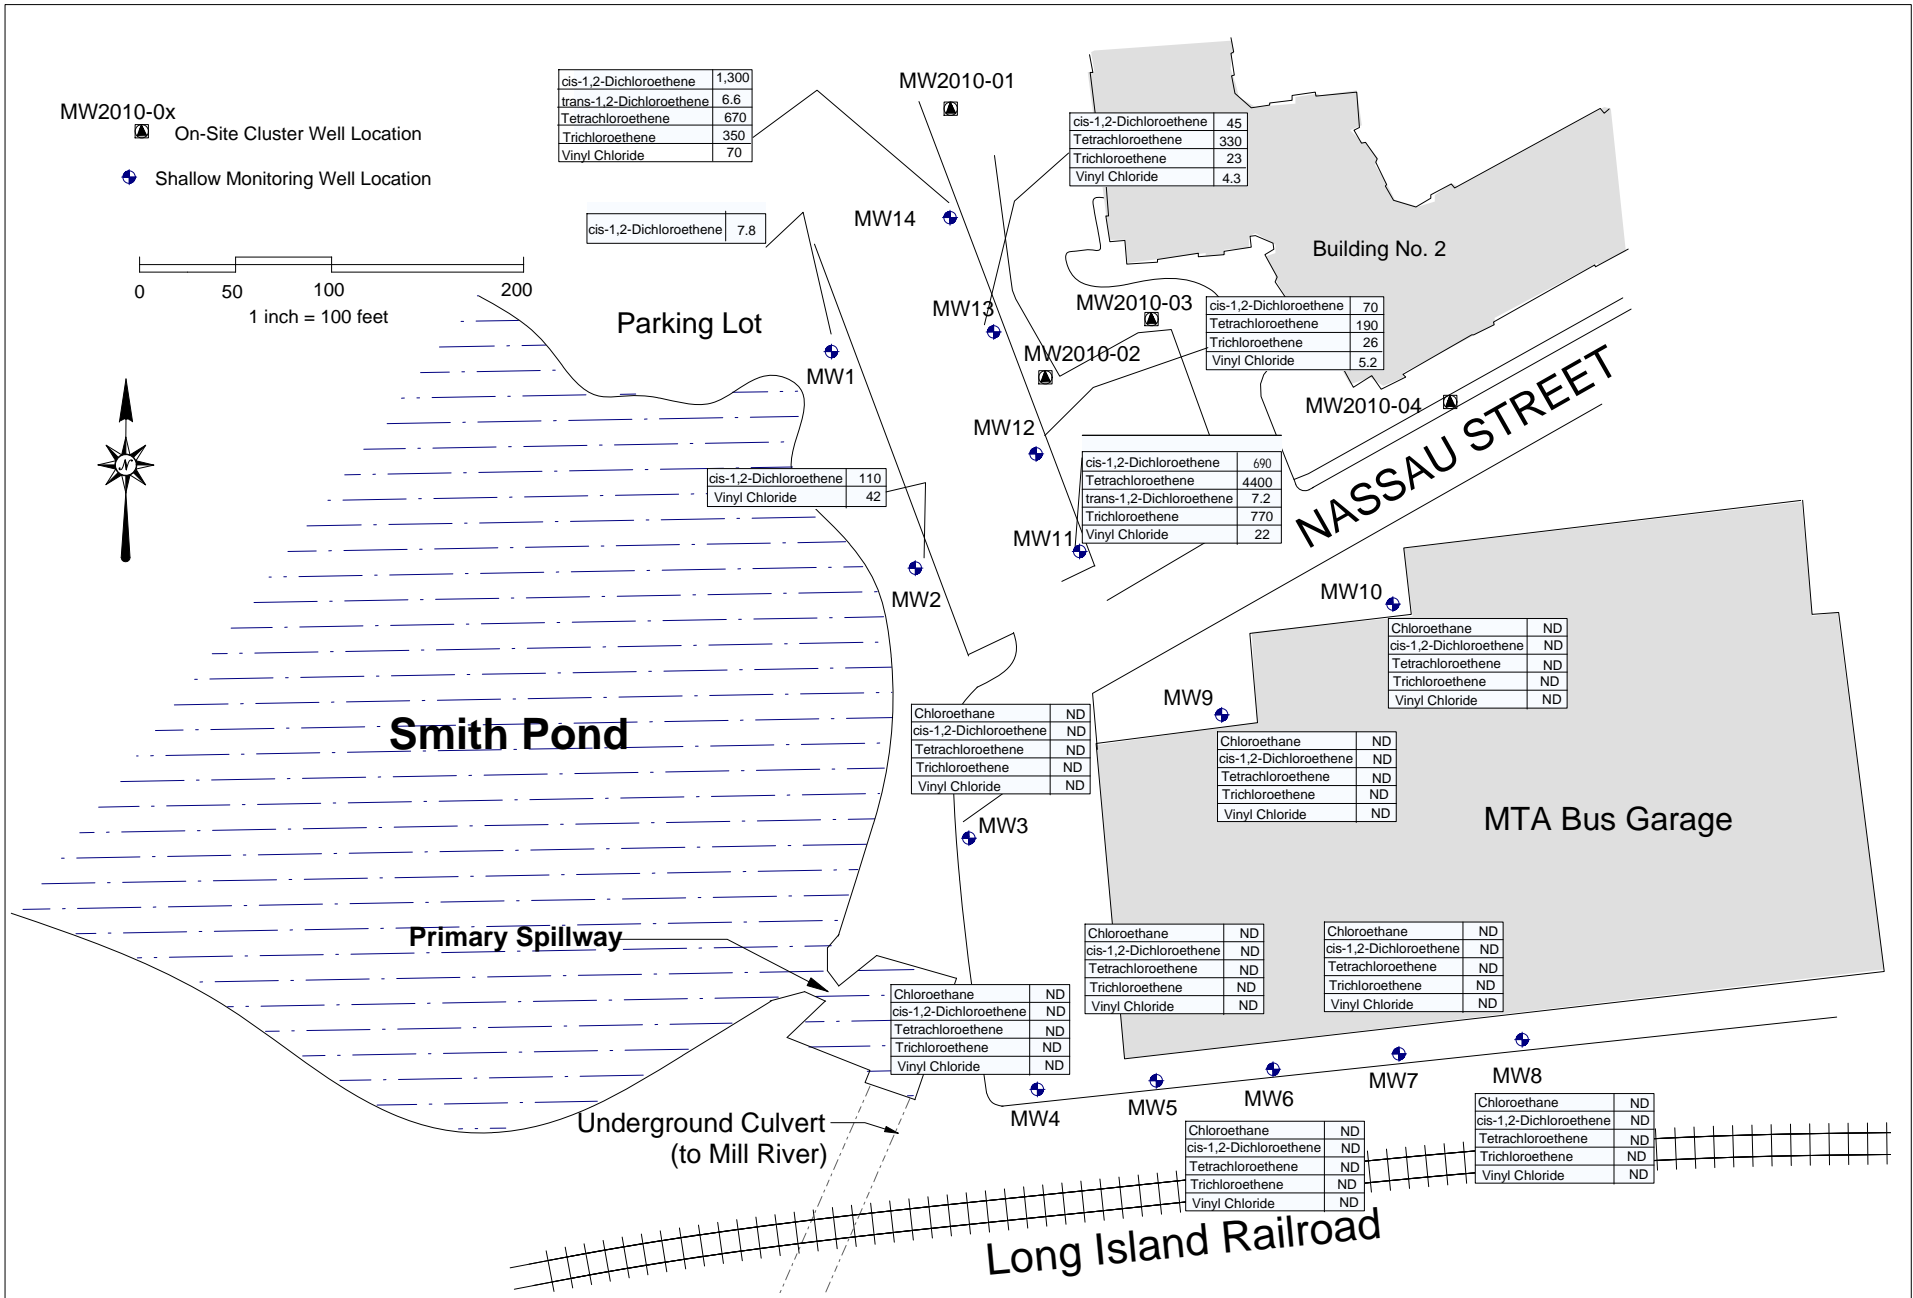 MW2010-0x
On-Site Cluster Well Location
Shallow Monitoring Well Location
0 50 100 200
1 inch = 100 feet
N
cis-1,2-Dichloroethene 1,300
trans-1,2-Dichloroethene 6.6
Tetrachloroethene 670
Trichloroethene 350
Vinyl Chloride 70
MW2010-01
cis-1,2-Dichloroethene 45
Tetrachloroethene 330
Trichloroethene 23
Vinyl Chloride 4.3
cis-1,2-Dichloroethene 7.8
MW14
Building No. 2
Parking Lot
MW13
MW2010-03
cis-1,2-Dichloroethene 70
Tetrachloroethene 190
Trichloroethene 26
Vinyl Chloride 5.2
MW2010-02
MW1
MW2010-04
NASSAU STREET
MW12
cis-1,2-Dichloroethene 110
Vinyl Chloride 42
cis-1,2-Dichloroethene 690
Tetrachloroethene 4400
trans-1,2-Dichloroethene 7.2
Trichloroethene 770
Vinyl Chloride 22
MW11
MW2
MW10
Chloroethane ND
cis-1,2-Dichloroethene ND
Tetrachloroethene ND
Trichloroethene ND
Vinyl Chloride ND
MW9
Chloroethane ND
cis-1,2-Dichloroethene ND
Tetrachloroethene ND
Trichloroethene ND
Vinyl Chloride ND
Smith Pond
Chloroethane ND
cis-1,2-Dichloroethene ND
Tetrachloroethene ND
Trichloroethene ND
Vinyl Chloride ND
MW3
MTA Bus Garage
Primary Spillway
Chloroethane ND
cis-1,2-Dichloroethene ND
Tetrachloroethene ND
Trichloroethene ND
Vinyl Chloride ND
Chloroethane ND
cis-1,2-Dichloroethene ND
Tetrachloroethene ND
Trichloroethene ND
Vinyl Chloride ND
Chloroethane ND
cis-1,2-Dichloroethene ND
Tetrachloroethene ND
Trichloroethene ND
Vinyl Chloride ND
MW4
MW5
MW6
MW7
MW8
Underground Culvert
(to Mill River)
Chloroethane ND
cis-1,2-Dichloroethene ND
Tetrachloroethene ND
Trichloroethene ND
Vinyl Chloride ND
Chloroethane ND
cis-1,2-Dichloroethene ND
Tetrachloroethene ND
Trichloroethene ND
Vinyl Chloride ND
Long Island Railroad